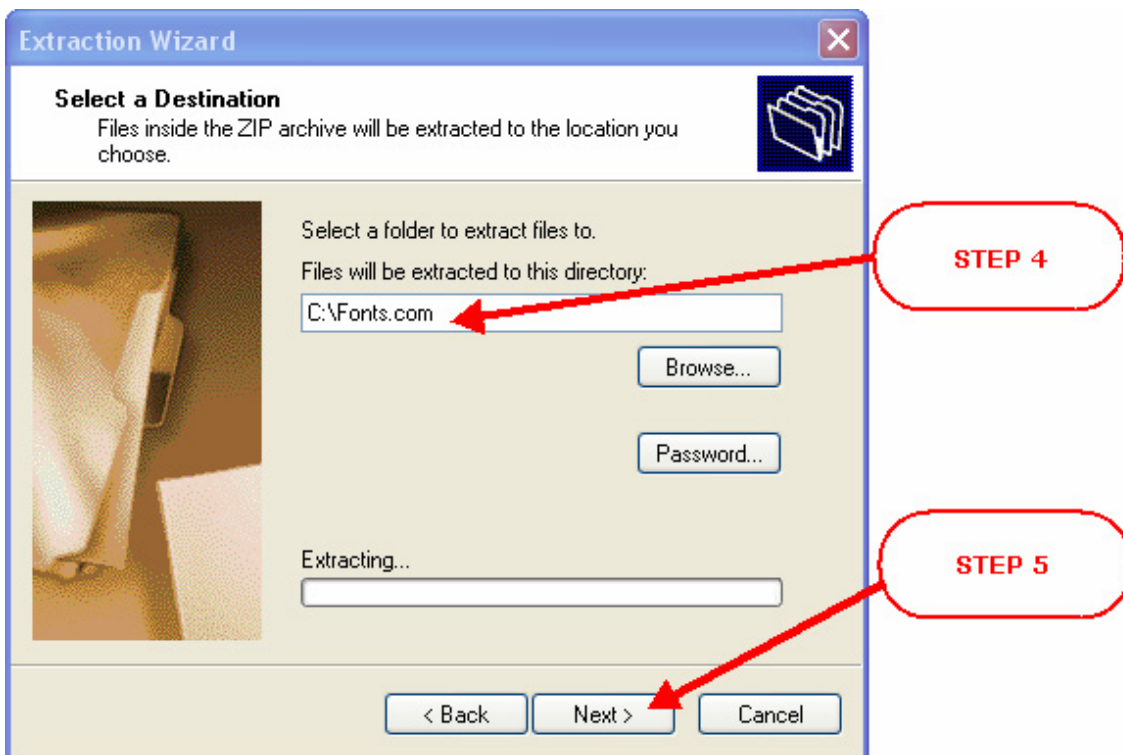 Extraction Wizard
Select a Destination
Files inside the ZIP archive will be extracted to the location you
choose.
Select a folder to extract files to.
Files will be extracted to this directory:
STEP 4
C:\Fonts.com
Browse...
Password...
Extracting...
STEP 5
< Back
Next >
Cancel